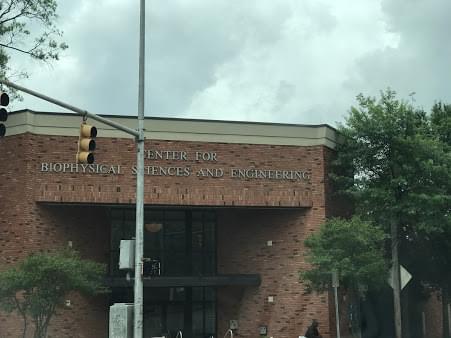 CENTER FOR
BIOPHYSICAL SCIENCES AND ENGINEERING